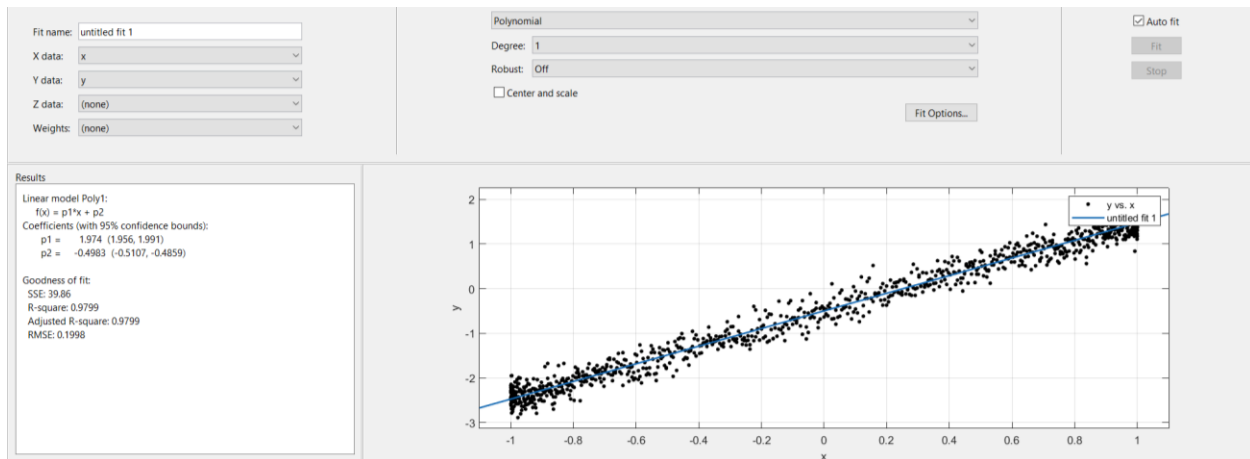 Fit name: untitled fit 1
X data: x
Y data: y
Z data: (none)
Weights: (none)
Polynomial
Degree: 1
Robust: Off
Center and scale
Fit Options...
Auto fit
Fit
Stop
Results
Linear model Poly1:
f(x) = p1*x + p2
Coefficients (with 95% confidence bounds):
p1 = 1.974 (1.956, 1.991)
p2 = -0.4983 (-0.5107, -0.4859)
Goodness of fit:
SSE: 39.86
R-square: 0.9799
Adjusted R-square: 0.9799
RMSE: 0.1998
y vs. x
untitled fit 1
2
1
0
-1
-2
-3
y
-1 -0.8 -0.6 -0.4 -0.2 0 0.2 0.4 0.6 0.8 1
x